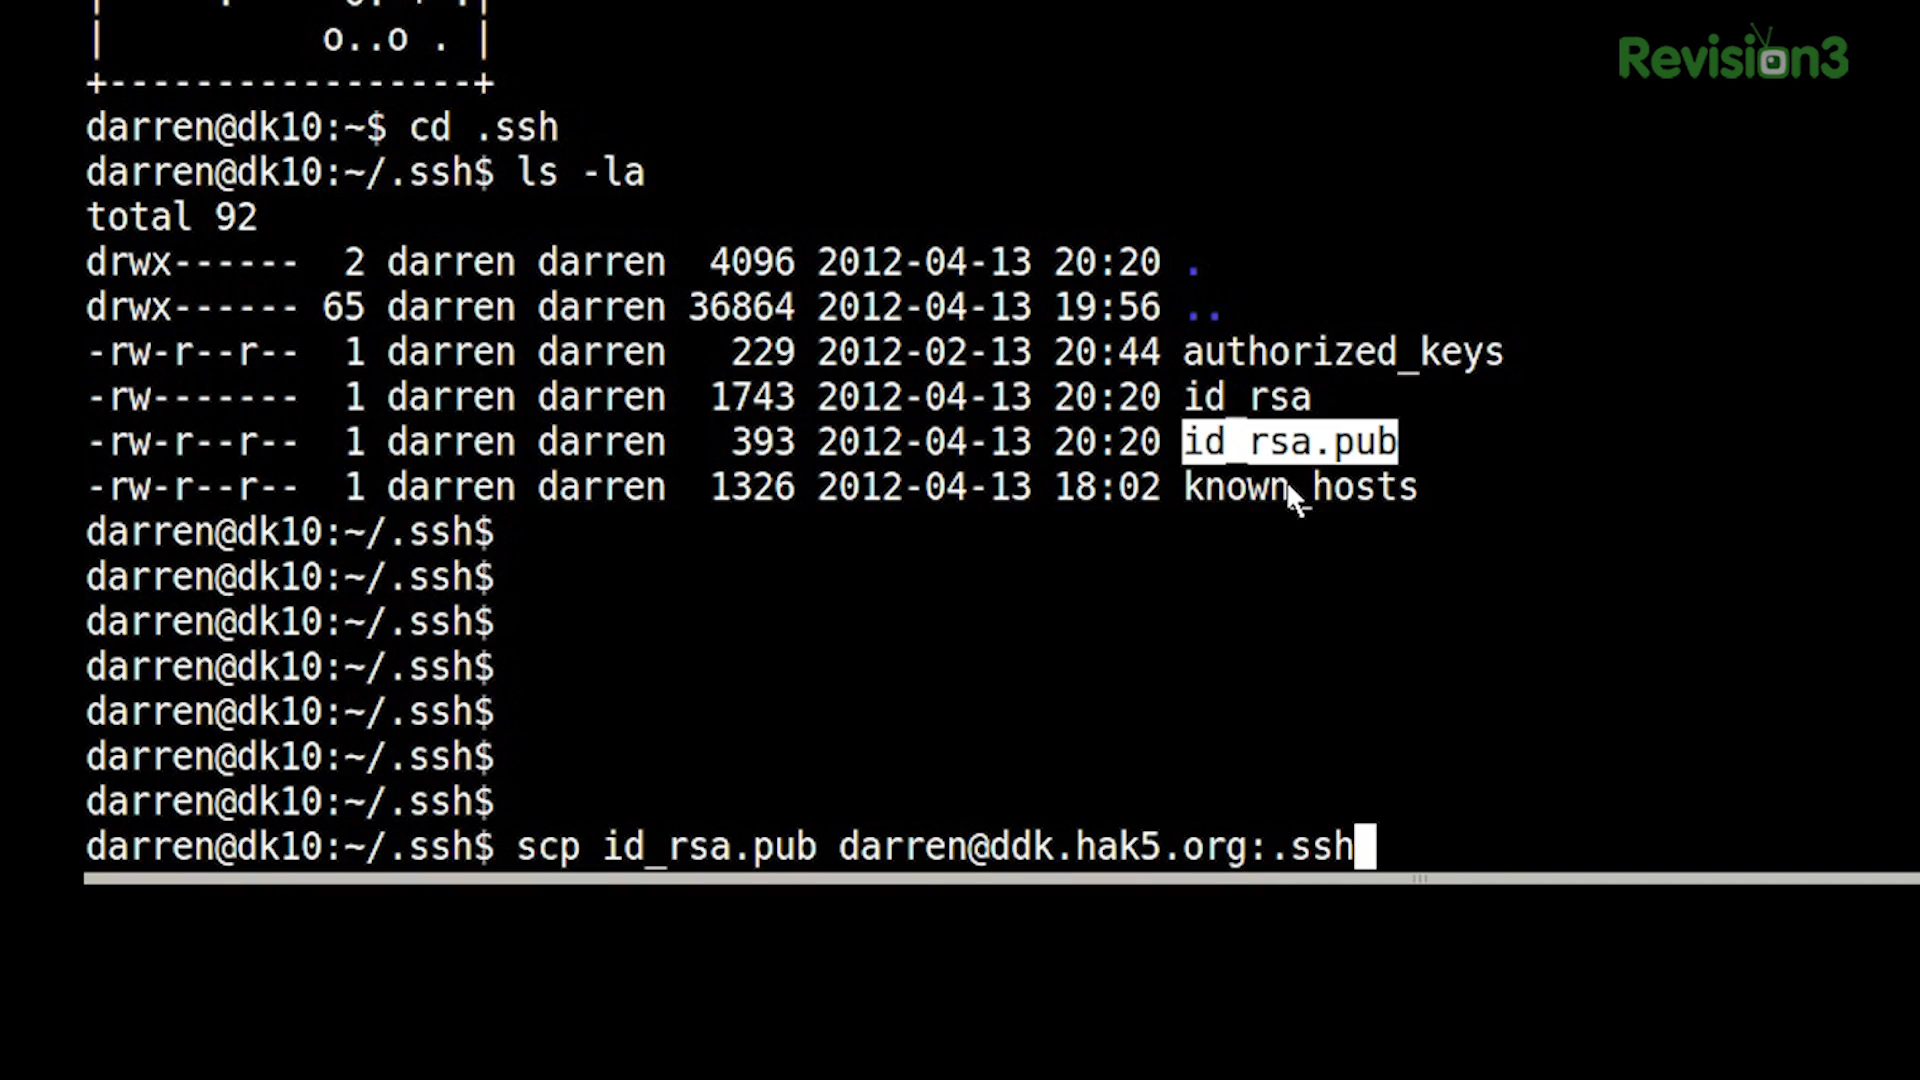 Revision3
| o..o . |
+-----------------+
darren@dk10:~$ cd .ssh
darren@dk10:~/.ssh$ ls -la
total 92
drwx------  2 darren darren  4096 2012-04-13 20:20 .
drwx------ 65 darren darren 36864 2012-04-13 19:56 ..
-rw-r--r--  1 darren darren   229 2012-02-13 20:44 authorized_keys
-rw-------  1 darren darren  1743 2012-04-13 20:20 id_rsa
-rw-r--r--  1 darren darren   393 2012-04-13 20:20 id_rsa.pub
-rw-r--r--  1 darren darren  1326 2012-04-13 18:02 known_hosts
darren@dk10:~/.ssh$
darren@dk10:~/.ssh$
darren@dk10:~/.ssh$
darren@dk10:~/.ssh$
darren@dk10:~/.ssh$
darren@dk10:~/.ssh$
darren@dk10:~/.ssh$
darren@dk10:~/.ssh$ scp id_rsa.pub darren@ddk.hak5.org:.ssh